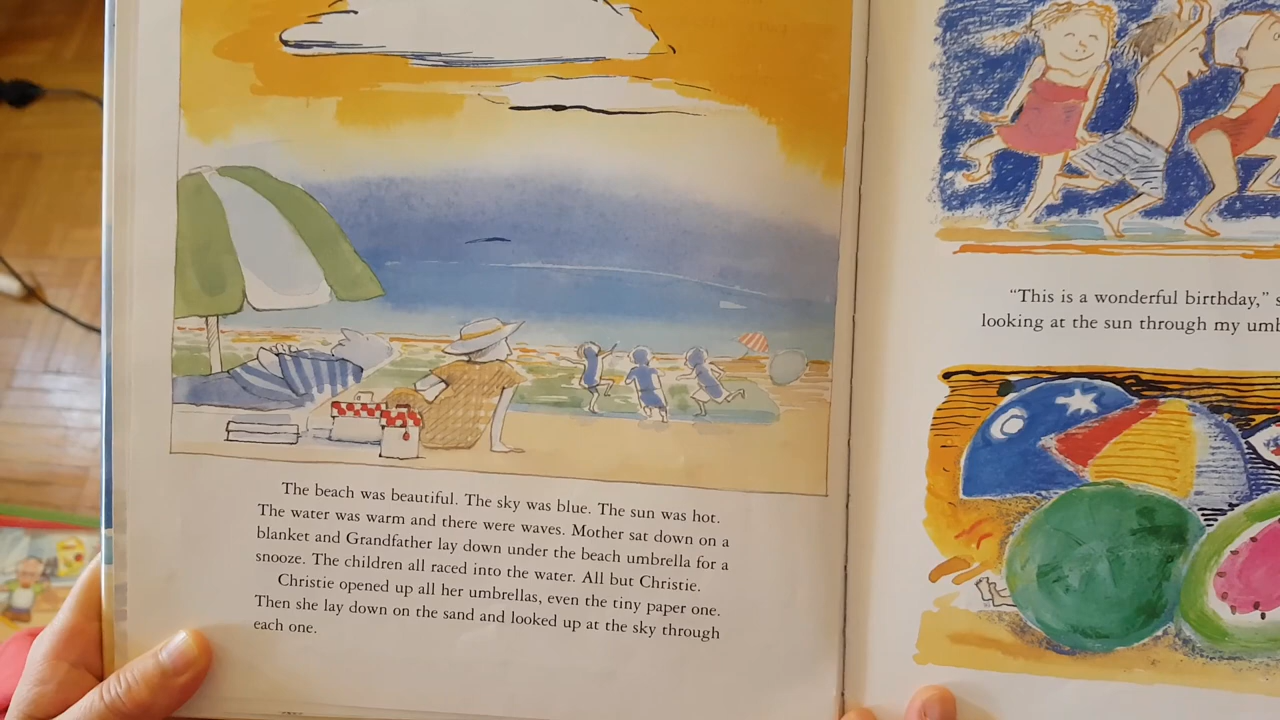 The beach was beautiful. The sky was blue. The sun was hot.
The water was warm and there were waves. Mother sat down on a
blanket and Grandfather lay down under the beach umbrella for a
snooze. The children all raced into the water. All but Christie.
Christie opened up all her umbrellas, even the tiny paper one.
Then she lay down on the sand and looked up at the sky through
each one.
“This is a wonderful birthday,”
looking at the sun through my